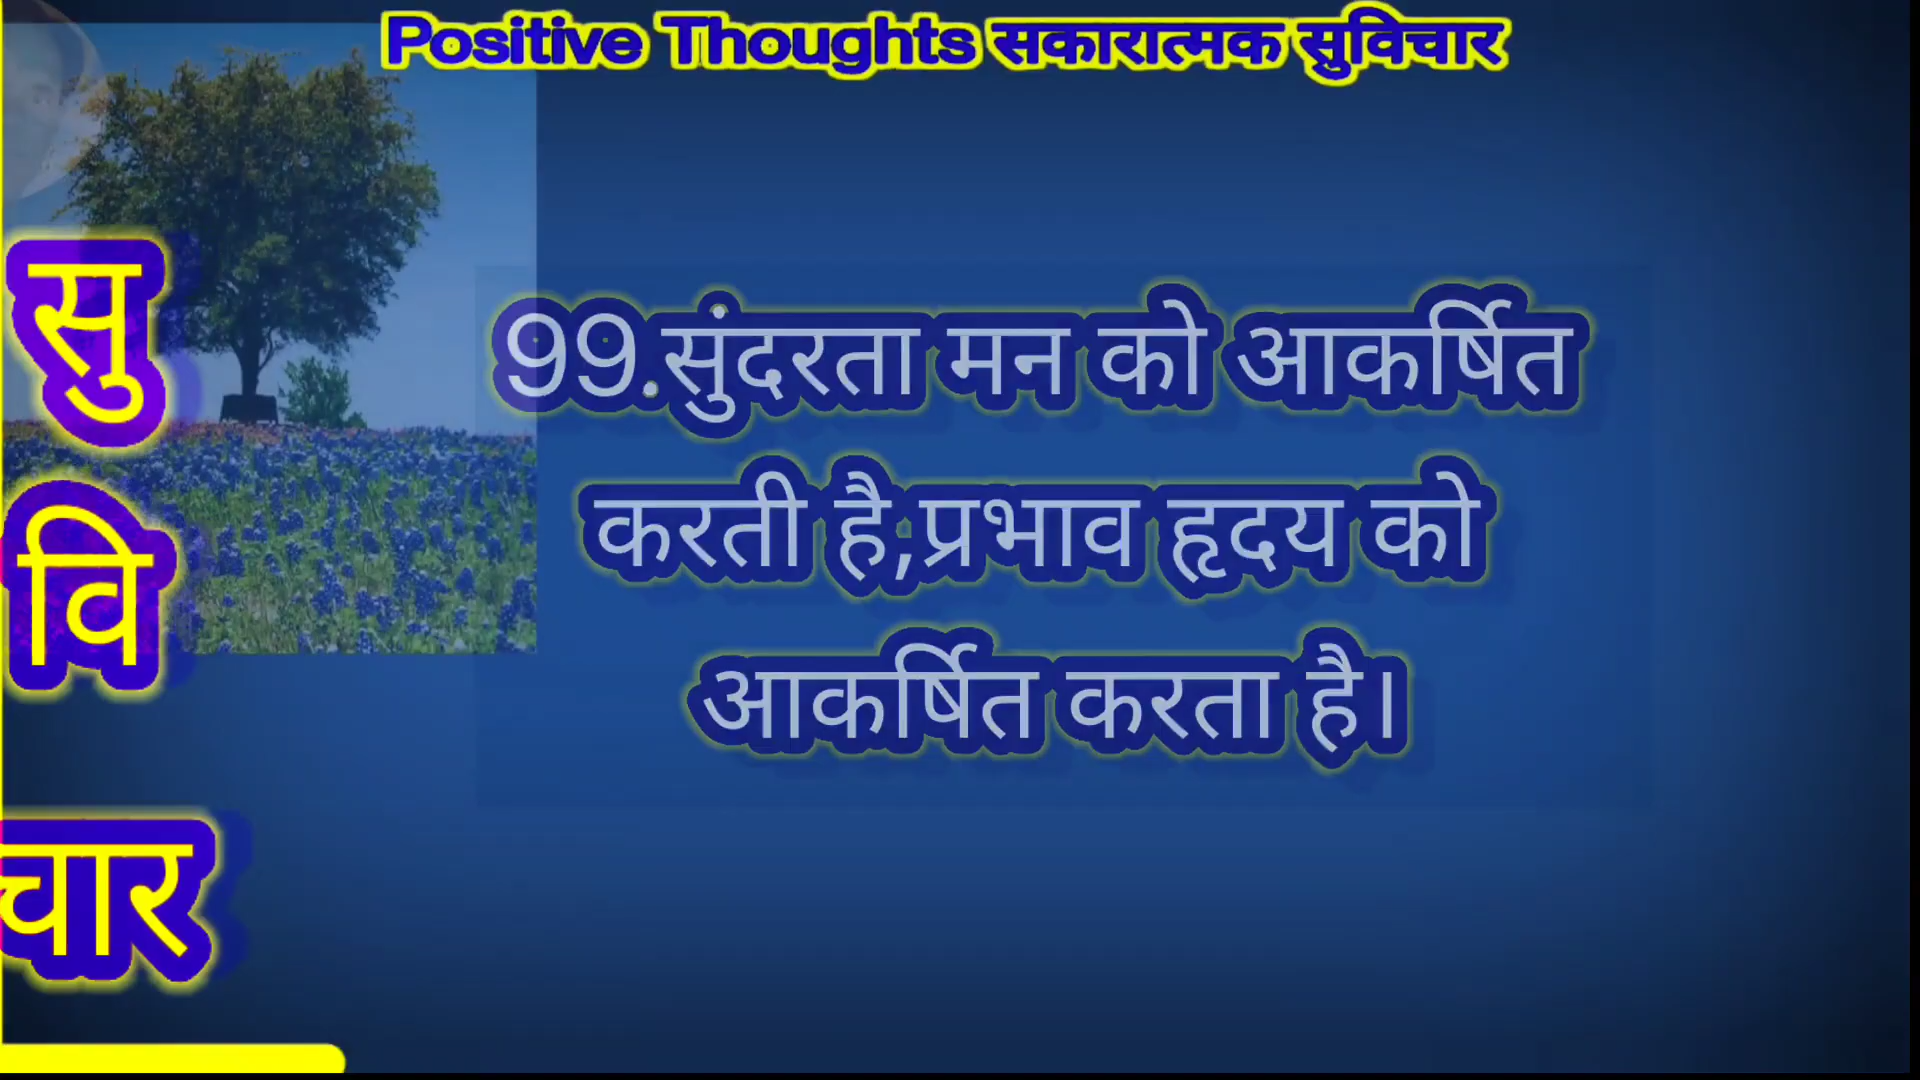 Positive Thoughts सकारात्मक सुविचार
सु
वि
चार
99.सुंदरता मन को आकर्षित
करती है,प्रभाव हृदय को
आकर्षित करता है।